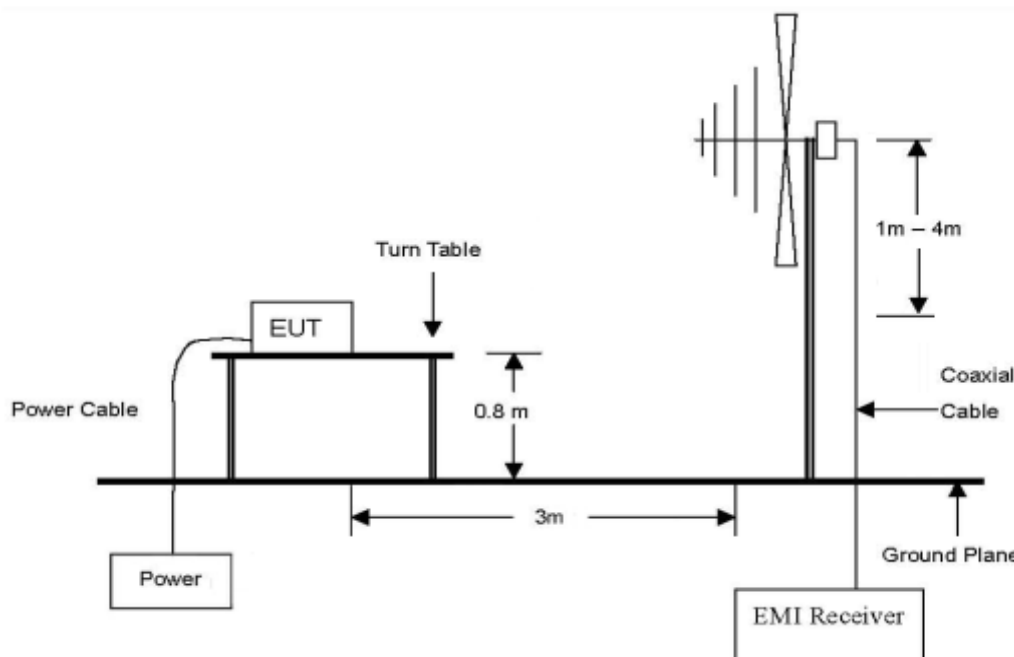 1m – 4m
Turn Table
EUT
Coaxial
Cable
Power Cable
0.8 m
3m
Ground Plane
Power
EMI Receiver